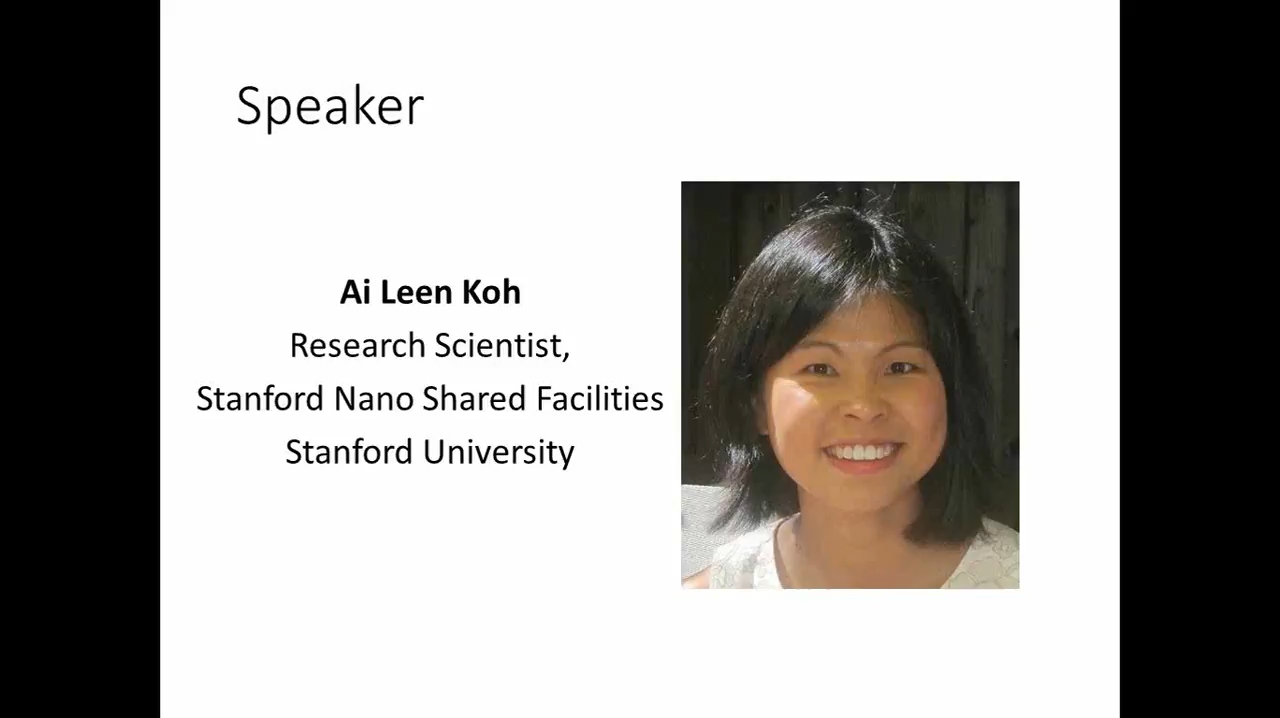 Speaker
Ai Leen Koh
Research Scientist,
Stanford Nano Shared Facilities
Stanford University